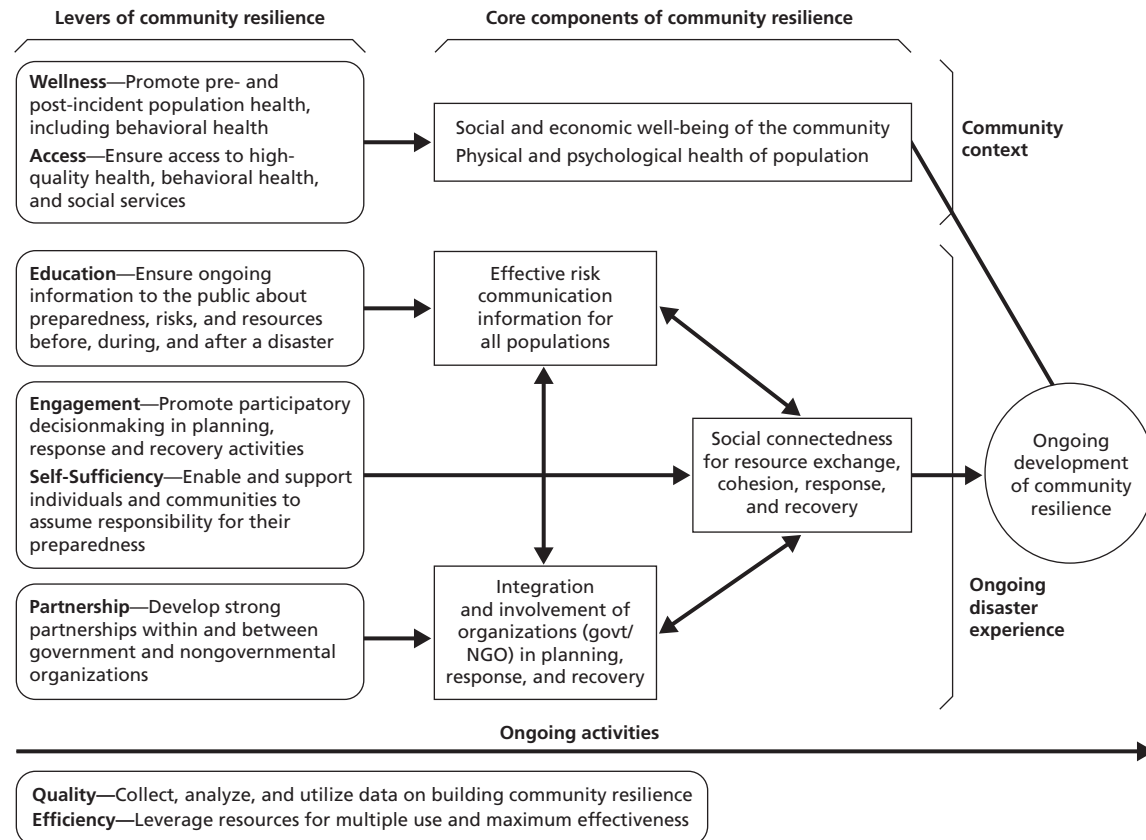 Levers of community resilience
Core components of community resilience
Wellness—Promote pre- and
post-incident population health,
including behavioral health
Access—Ensure access to high-
quality health, behavioral health,
and social services
Social and economic well-being of the community
Physical and psychological health of population
Community
context
Education—Ensure ongoing
information to the public about
preparedness, risks, and resources
before, during, and after a disaster
Effective risk
communication
information for
all populations
Engagement—Promote participatory
decisionmaking in planning,
response and recovery activities
Self-Sufficiency—Enable and support
individuals and communities to
assume responsibility for their
preparedness
Social connectedness
for resource exchange,
cohesion, response,
and recovery
Ongoing
development
of community
resilience
Partnership—Develop strong
partnerships within and between
government and nongovernmental
organizations
Integration
and involvement of
organizations (govt/
NGO) in planning,
response, and recovery
Ongoing
disaster
experience
Ongoing activities
Quality—Collect, analyze, and utilize data on building community resilience
Efficiency—Leverage resources for multiple use and maximum effectiveness